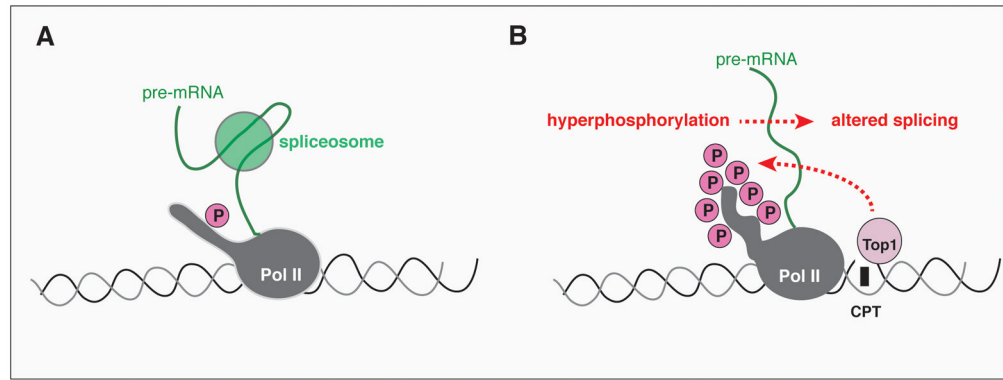 A
pre-mRNA
spliceosome
P
Pol II
B
pre-mRNA
hyperphosphorylation
altered splicing
P
P
P
P
P
P
P
P
Top1
Pol II
CPT